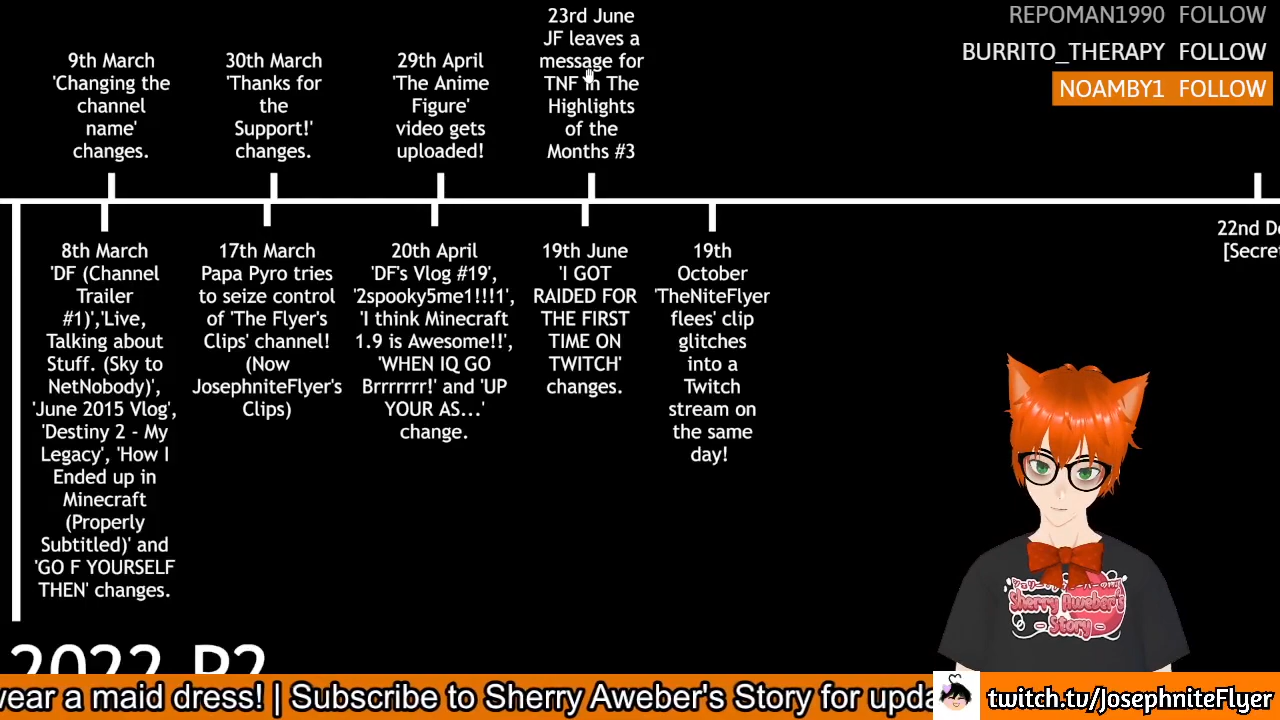 REPOMAN1990 FOLLOW
BURRITO_THERAPY FOLLOW
NOAMBY1 FOLLOW
9th March
'Changing the
channel
name'
changes.
30th March
'Thanks for
the
Support!'
changes.
29th April
'The Anime
Figure'
video gets
uploaded!
23rd June
JF leaves a
message for
TNF in The
Highlights
of the
Months #3
8th March
'DF (Channel
Trailer
#1)','Live,
Talking about
Stuff. (Sky to
NetNobody)',
'June 2015 Vlog',
'Destiny 2 - My
Legacy', 'How I
Ended up in
Minecraft
(Properly
Subtitled)' and
'GO F YOURSELF
THEN' changes.
17th March
Papa Pyro tries
to seize control
of 'The Flyer's
Clips' channel!
(Now
JosephniteFlyer's
Clips)
20th April
'DF's Vlog #19',
'2spooky5me1!!!1',
'I think Minecraft
1.9 is Awesome!!',
'WHEN IQ GO
Brrrrrrr!' and 'UP
YOUR AS...'
change.
19th June
'I GOT
RAIDED FOR
THE FIRST
TIME ON
TWITCH'
changes.
19th
October
'TheNiteFlyer
flees' clip
glitches
into a
Twitch
stream on
the same
day!
22nd De
[Secre
Sherry Aweber's
- Story -
2022 P2
wear a maid dress! | Subscribe to Sherry Aweber's Story for upda
twitch.tv/JosephniteFlyer